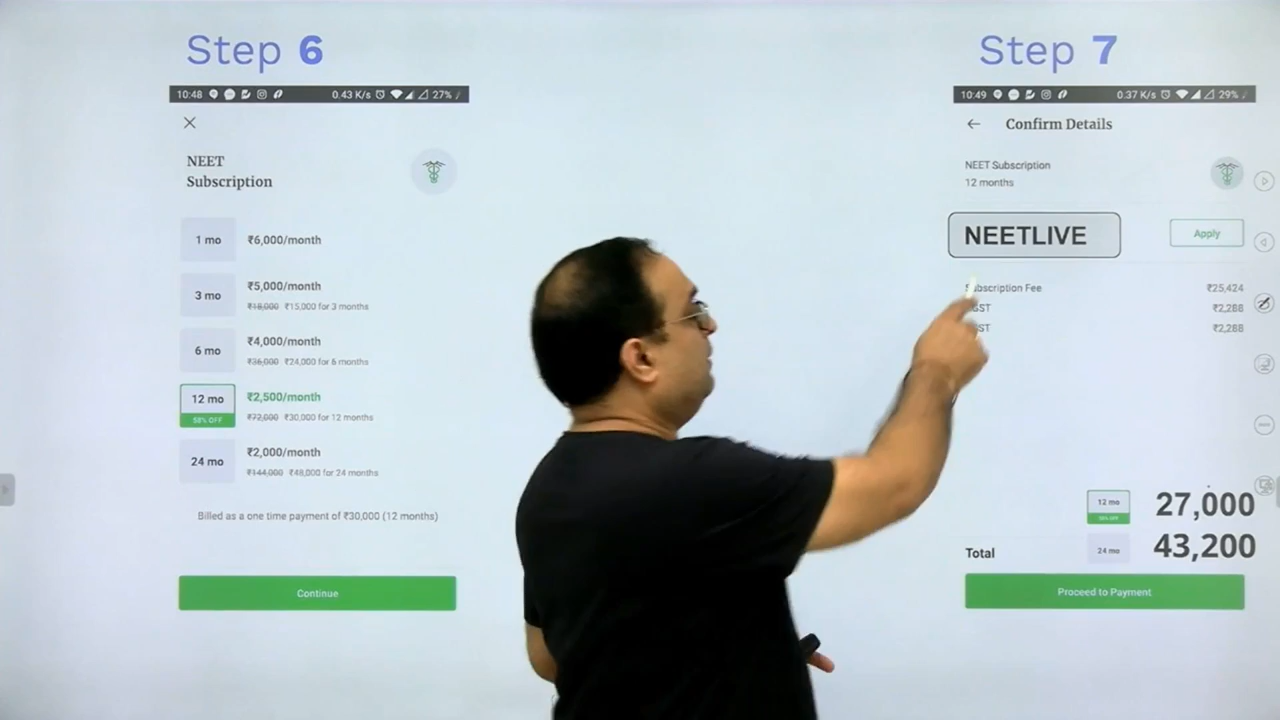 Step 6
10:48
0.43 K/s
27%
NEET
Subscription
1 mo
₹6,000/month
3 mo
₹5,000/month
₹18,000 ₹15,000 for 3 months
6 mo
₹4,000/month
₹36,000 ₹24,000 for 6 months
12 mo
58% OFF
₹2,500/month
₹72,000 ₹30,000 for 12 months
24 mo
₹2,000/month
₹144,000 ₹48,000 for 24 months
Billed as a one time payment of ₹30,000 (12 months)
Continue
Step 7
10:49
0.37 K/s
29%
Confirm Details
NEET Subscription
12 months
NEETLIVE
Apply
Subscription Fee
₹25,424
GST
₹2,288
ST
₹2,288
12 mo
27,000
Total
24 mo
43,200
Proceed to Payment